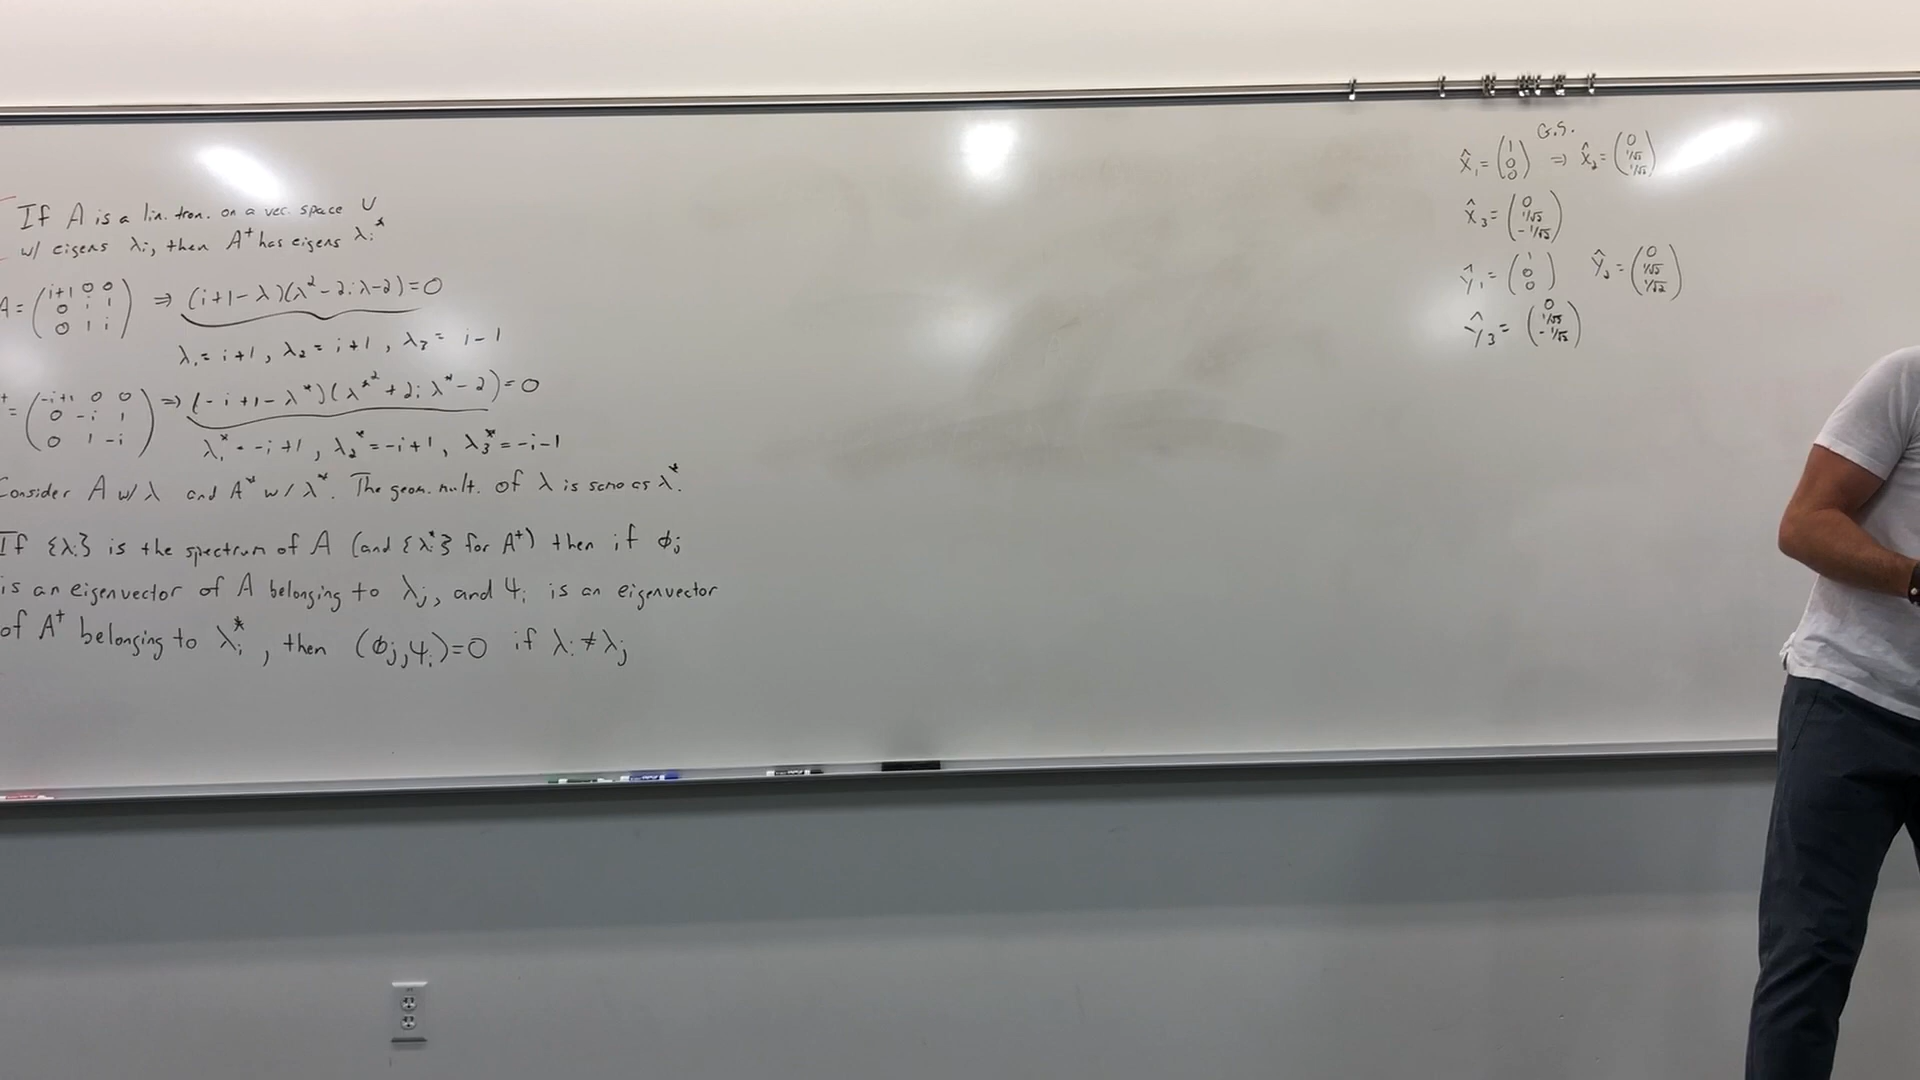 If A is a lin. tran. on a vec. space U
w/ eigens λᵢ, then A⁺ has eigens λᵢ*
A = (i+1 0 0
0 i 1
0 1 i) ⇒ (i+1-λ)(λ²-2iλ-2)=0
λ₁ = i+1, λ₂ = i+1, λ₃ = i-1
⁺ = (-i+1 0 0
0 -i 1
0 1 -i) ⇒ (-i+1-λ*)(λ*²+2iλ*-2)=0
λ₁* = -i+1, λ₂* = -i+1, λ₃* = -i-1
Consider A w/ λ and A* w/ λ*. The geom. mult. of λ is same as λ*.
If {λᵢ} is the spectrum of A (and {λᵢ*} for A⁺) then if ϕⱼ
is an eigenvector of A belonging to λⱼ, and Ψᵢ is an eigenvector
of A⁺ belonging to λᵢ*, then (ϕⱼ,Ψᵢ)=0 if λᵢ ≠ λⱼ
G.S.
x̂₁ = (1
0
0) ⇒ x̂₂ = (0
1/√2
1/√2)
x̂₃ = (0
1/√2
-1/√2)
ŷ₁ = (1
0
0) ŷ₂ = (0
1/√2
1/√2)
ŷ₃ = (0
1/√2
-1/√2)